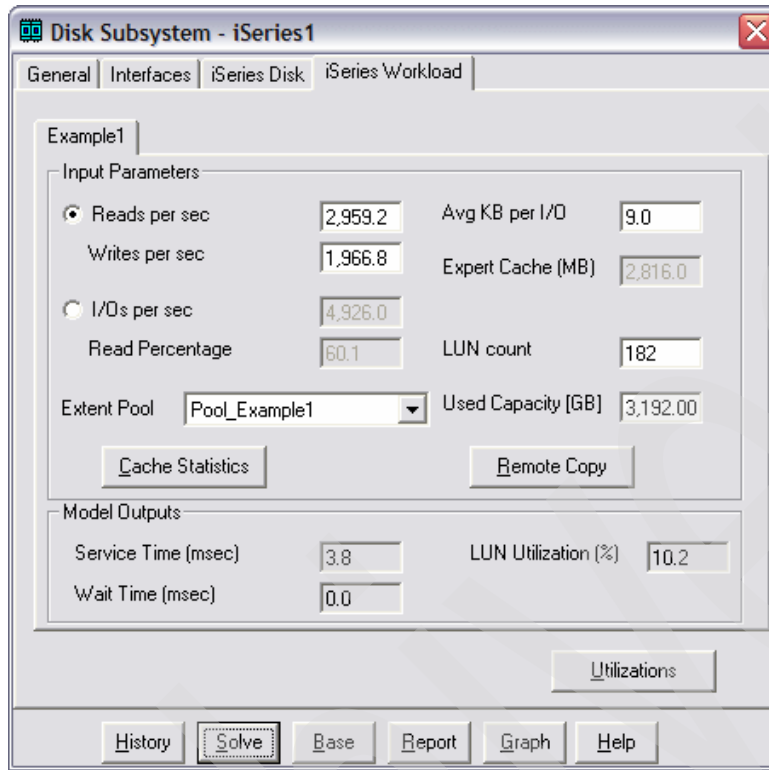 Disk Subsystem - iSeries1
General Interfaces iSeries Disk iSeries Workload
Example1
Input Parameters
Reads per sec 2,959.2 Avg KB per I/O 9.0
Writes per sec 1,966.8
Expert Cache (MB) 2,816.0
I/Os per sec 4,926.0
Read Percentage 60.1 LUN count 182
Extent Pool Pool_Example1 Used Capacity [GB] 3,192.00
Cache Statistics Remote Copy
Model Outputs
Service Time (msec) 3.8 LUN Utilization (%) 10.2
Wait Time (msec) 0.0
Utilizations
History Solve Base Report Graph Help